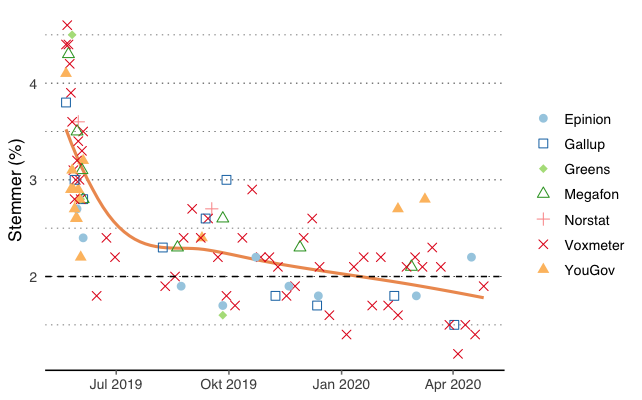 Stemmer (%)
4
3
2
Jul 2019
Okt 2019
Jan 2020
Apr 2020
Epinion
Gallup
Greens
Megafon
Norstat
Voxmeter
YouGov